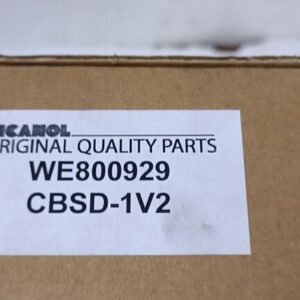 ICANOL
RIGINAL QUALITY PARTS
WE800929
CBSD-1V2